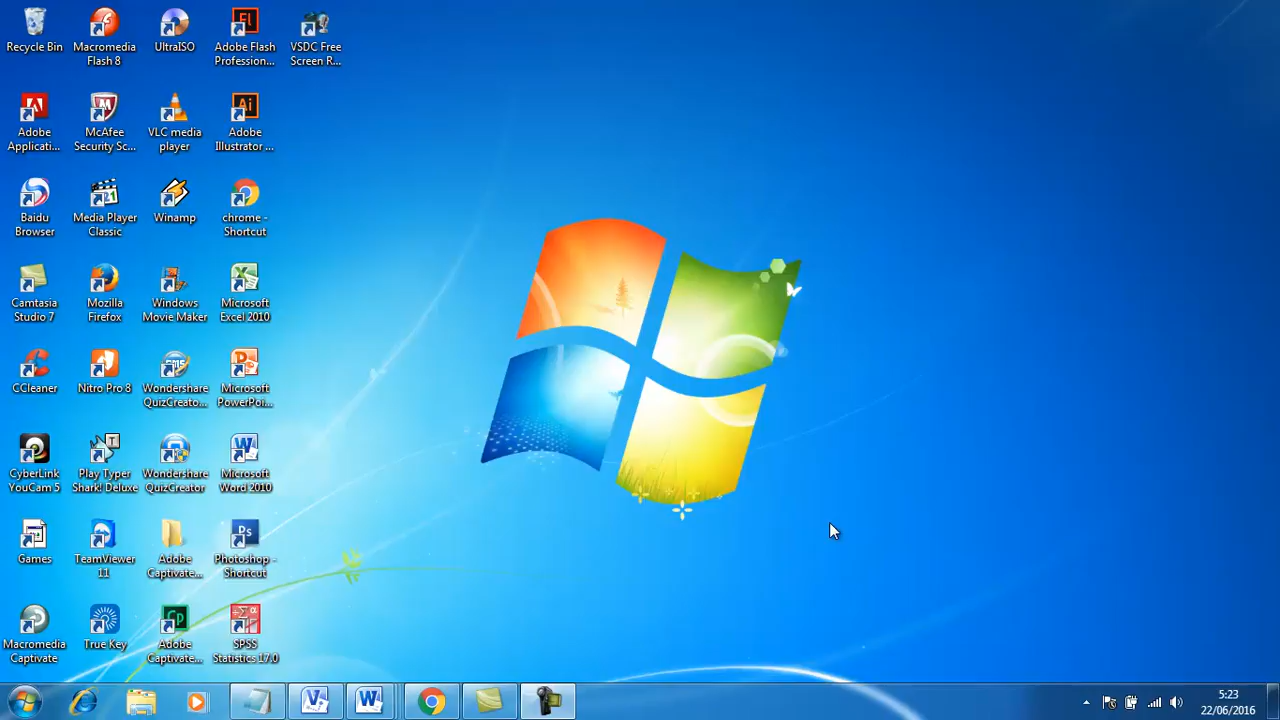 Recycle Bin
Macromedia
Flash 8
UltraISO
Adobe Flash
Profession...
VSDC Free
Screen R...
Adobe
Applicati...
McAfee
Security Sc...
VLC media
player
Adobe
Illustrator ...
Baidu
Browser
Media Player
Classic
Winamp
chrome -
Shortcut
Camtasia
Studio 7
Mozilla
Firefox
Windows
Movie Maker
Microsoft
Excel 2010
CCleaner
Nitro Pro 8
Wondershare
QuizCreato...
Microsoft
PowerPoi...
CyberLink
YouCam 5
Play Typer
Shark! Deluxe
Wondershare
QuizCreator
Microsoft
Word 2010
Games
TeamViewer
11
Adobe
Captivate...
Photoshop -
Shortcut
Macromedia
Captivate
True Key
Adobe
Captivate...
SPSS
Statistics 17.0
5:23
22/06/2016